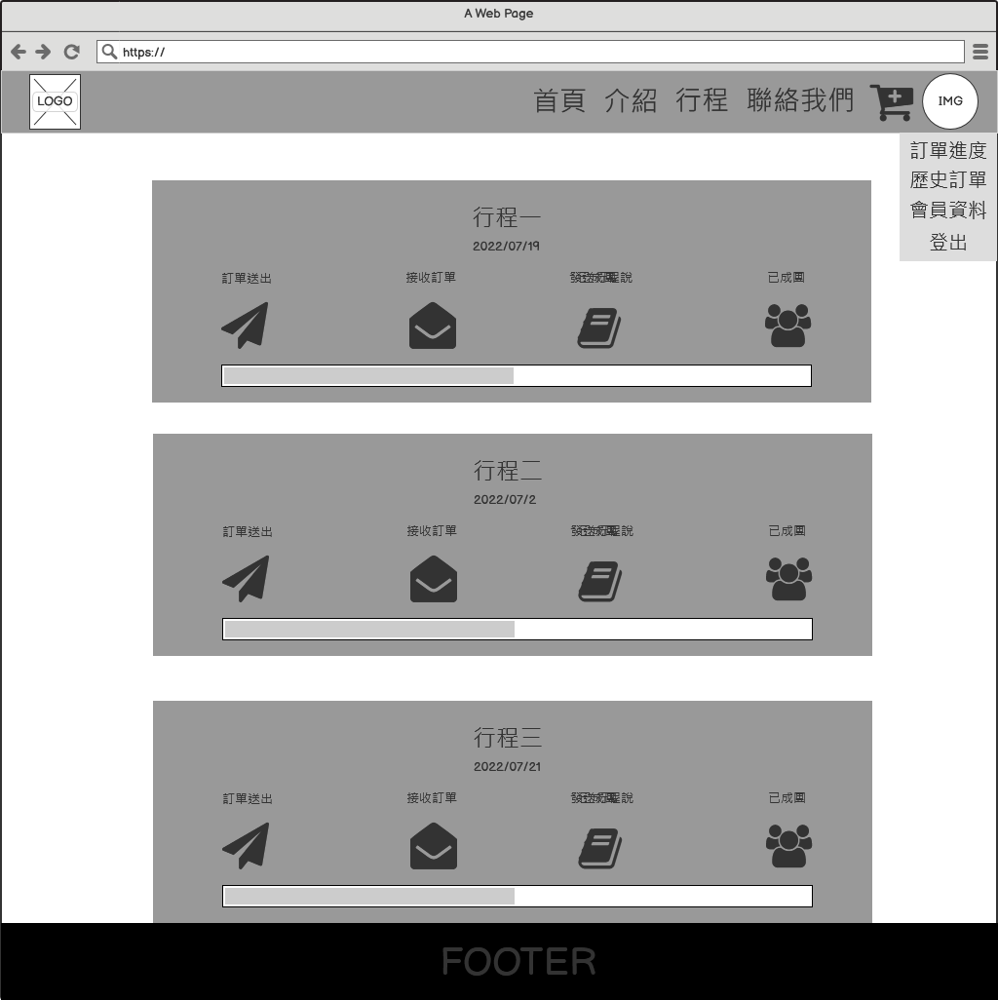 A Web Page
https://
LOGO
首頁 介紹 行程 聯絡我們
IMG
訂單進度
歷史訂單
會員資料
登出
行程一
2022/07/19
訂單送出 接收訂單 已成團
行程二
2022/07/2
訂單送出 接收訂單 已成團
行程三
2022/07/21
訂單送出 接收訂單 已成團
FOOTER